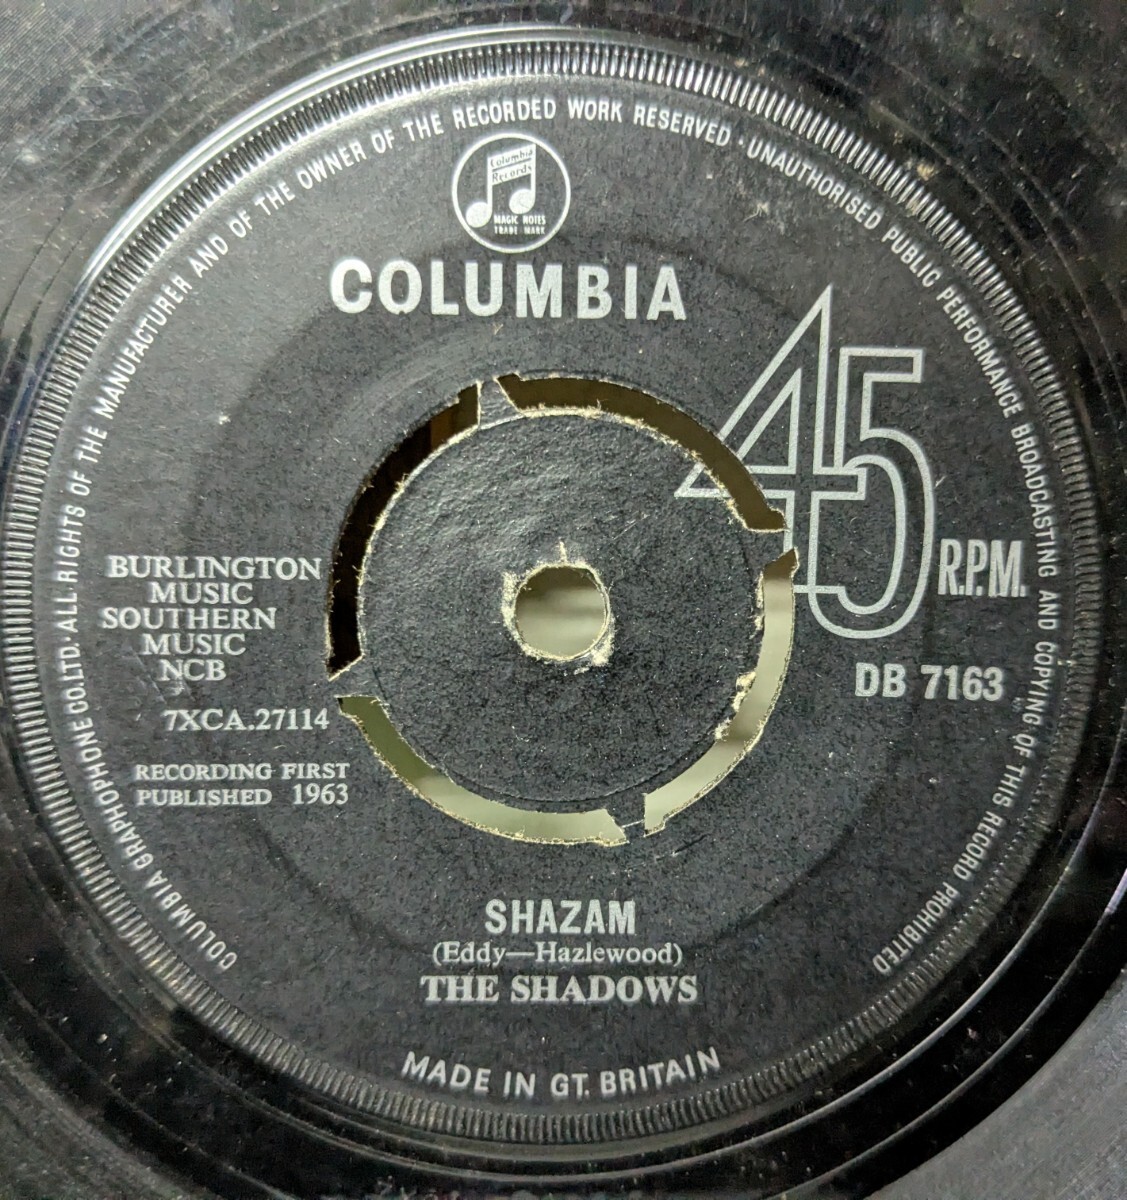 COLUMBIA GRAPHOPHONE CO.LTD. ALL RIGHTS OF THE MANUFACTURER AND OF THE OWNER OF THE RECORDED WORK RESERVED · UNAUTHORISED PUBLIC PERFORMANCE BROADCASTING AND COPYING OF THIS RECORD PROHIBITED
Columbia
Records
MAGIC NOTES
TRADE MARK
COLUMBIA
45
R.P.M.
BURLINGTON
MUSIC
SOUTHERN
MUSIC
NCB
DB 7163
7XCA.27114
RECORDING FIRST
PUBLISHED 1963
SHAZAM
(Eddy—Hazlewood)
THE SHADOWS
MADE IN GT. BRITAIN